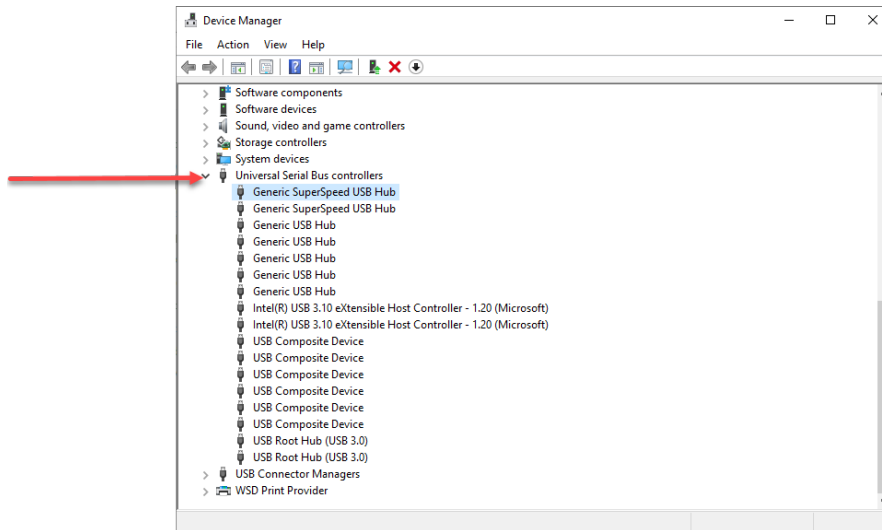 Device Manager
File Action View Help
Software components
Software devices
Sound, video and game controllers
Storage controllers
System devices
Universal Serial Bus controllers
Generic SuperSpeed USB Hub
Generic SuperSpeed USB Hub
Generic USB Hub
Generic USB Hub
Generic USB Hub
Generic USB Hub
Generic USB Hub
Intel(R) USB 3.10 eXtensible Host Controller - 1.20 (Microsoft)
Intel(R) USB 3.10 eXtensible Host Controller - 1.20 (Microsoft)
USB Composite Device
USB Composite Device
USB Composite Device
USB Composite Device
USB Composite Device
USB Composite Device
USB Root Hub (USB 3.0)
USB Root Hub (USB 3.0)
USB Connector Managers
WSD Print Provider